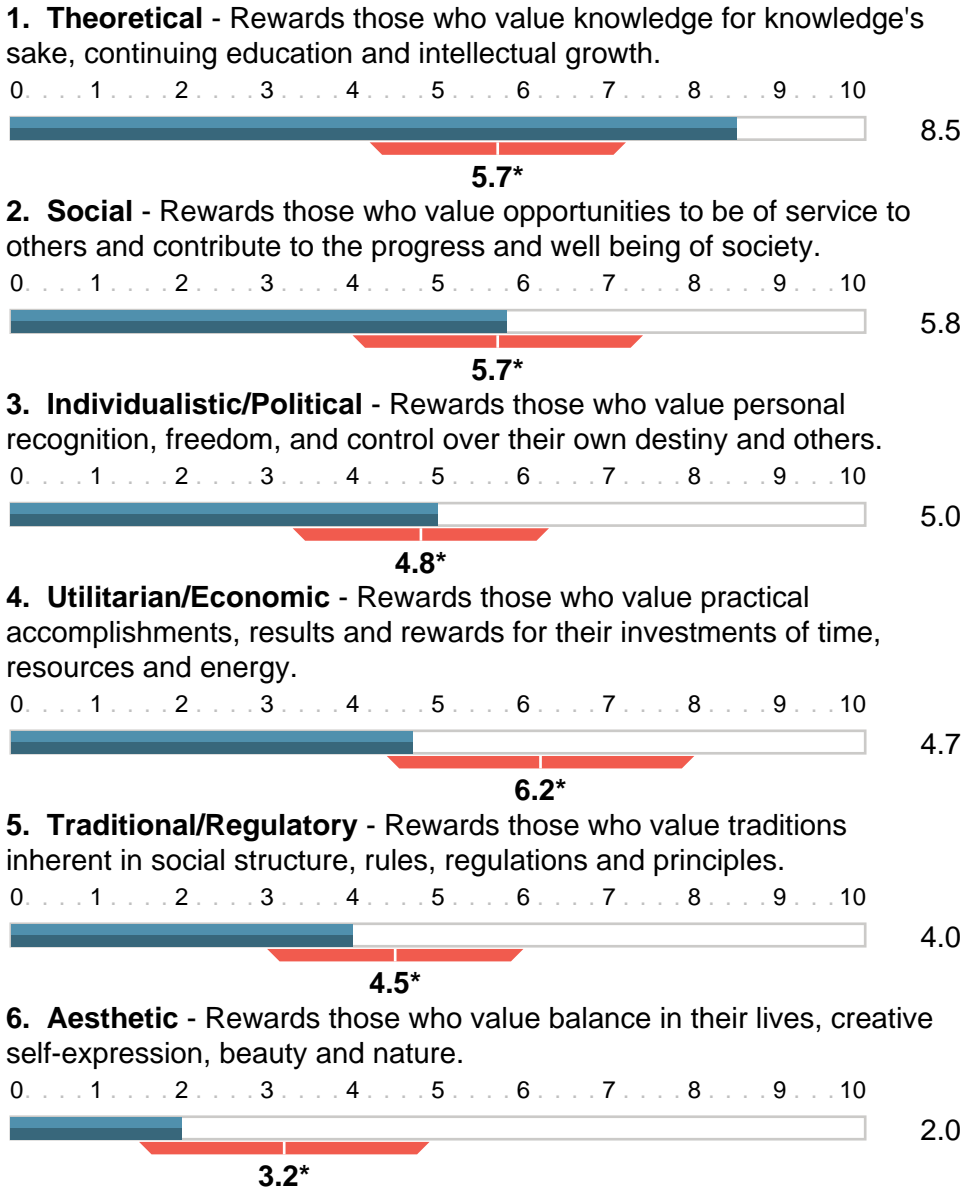 1. Theoretical - Rewards those who value knowledge for knowledge's
sake, continuing education and intellectual growth.
0. . . . 1 . . . . 2 . . . . 3 . . . . 4 . . . . 5 . . . . 6 . . . . 7 . . . . 8 . . . . 9 . . . 10
8.5
5.7*
2. Social - Rewards those who value opportunities to be of service to
others and contribute to the progress and well being of society.
0. . . . 1 . . . . 2 . . . . 3 . . . . 4 . . . . 5 . . . . 6 . . . . 7 . . . . 8 . . . . 9 . . . 10
5.8
5.7*
3. Individualistic/Political - Rewards those who value personal
recognition, freedom, and control over their own destiny and others.
0. . . . 1 . . . . 2 . . . . 3 . . . . 4 . . . . 5 . . . . 6 . . . . 7 . . . . 8 . . . . 9 . . . 10
5.0
4.8*
4. Utilitarian/Economic - Rewards those who value practical
accomplishments, results and rewards for their investments of time,
resources and energy.
0. . . . 1 . . . . 2 . . . . 3 . . . . 4 . . . . 5 . . . . 6 . . . . 7 . . . . 8 . . . . 9 . . . 10
4.7
6.2*
5. Traditional/Regulatory - Rewards those who value traditions
inherent in social structure, rules, regulations and principles.
0. . . . 1 . . . . 2 . . . . 3 . . . . 4 . . . . 5 . . . . 6 . . . . 7 . . . . 8 . . . . 9 . . . 10
4.0
4.5*
6. Aesthetic - Rewards those who value balance in their lives, creative
self-expression, beauty and nature.
0. . . . 1 . . . . 2 . . . . 3 . . . . 4 . . . . 5 . . . . 6 . . . . 7 . . . . 8 . . . . 9 . . . 10
2.0
3.2*